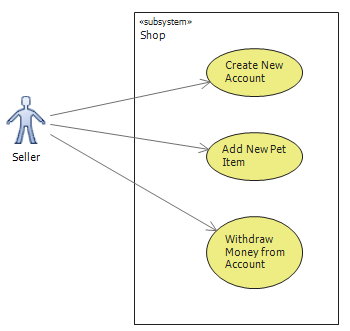 «subsystem»
Shop
Create New
Account
Seller
Add New Pet
Item
Withdraw
Money from
Account